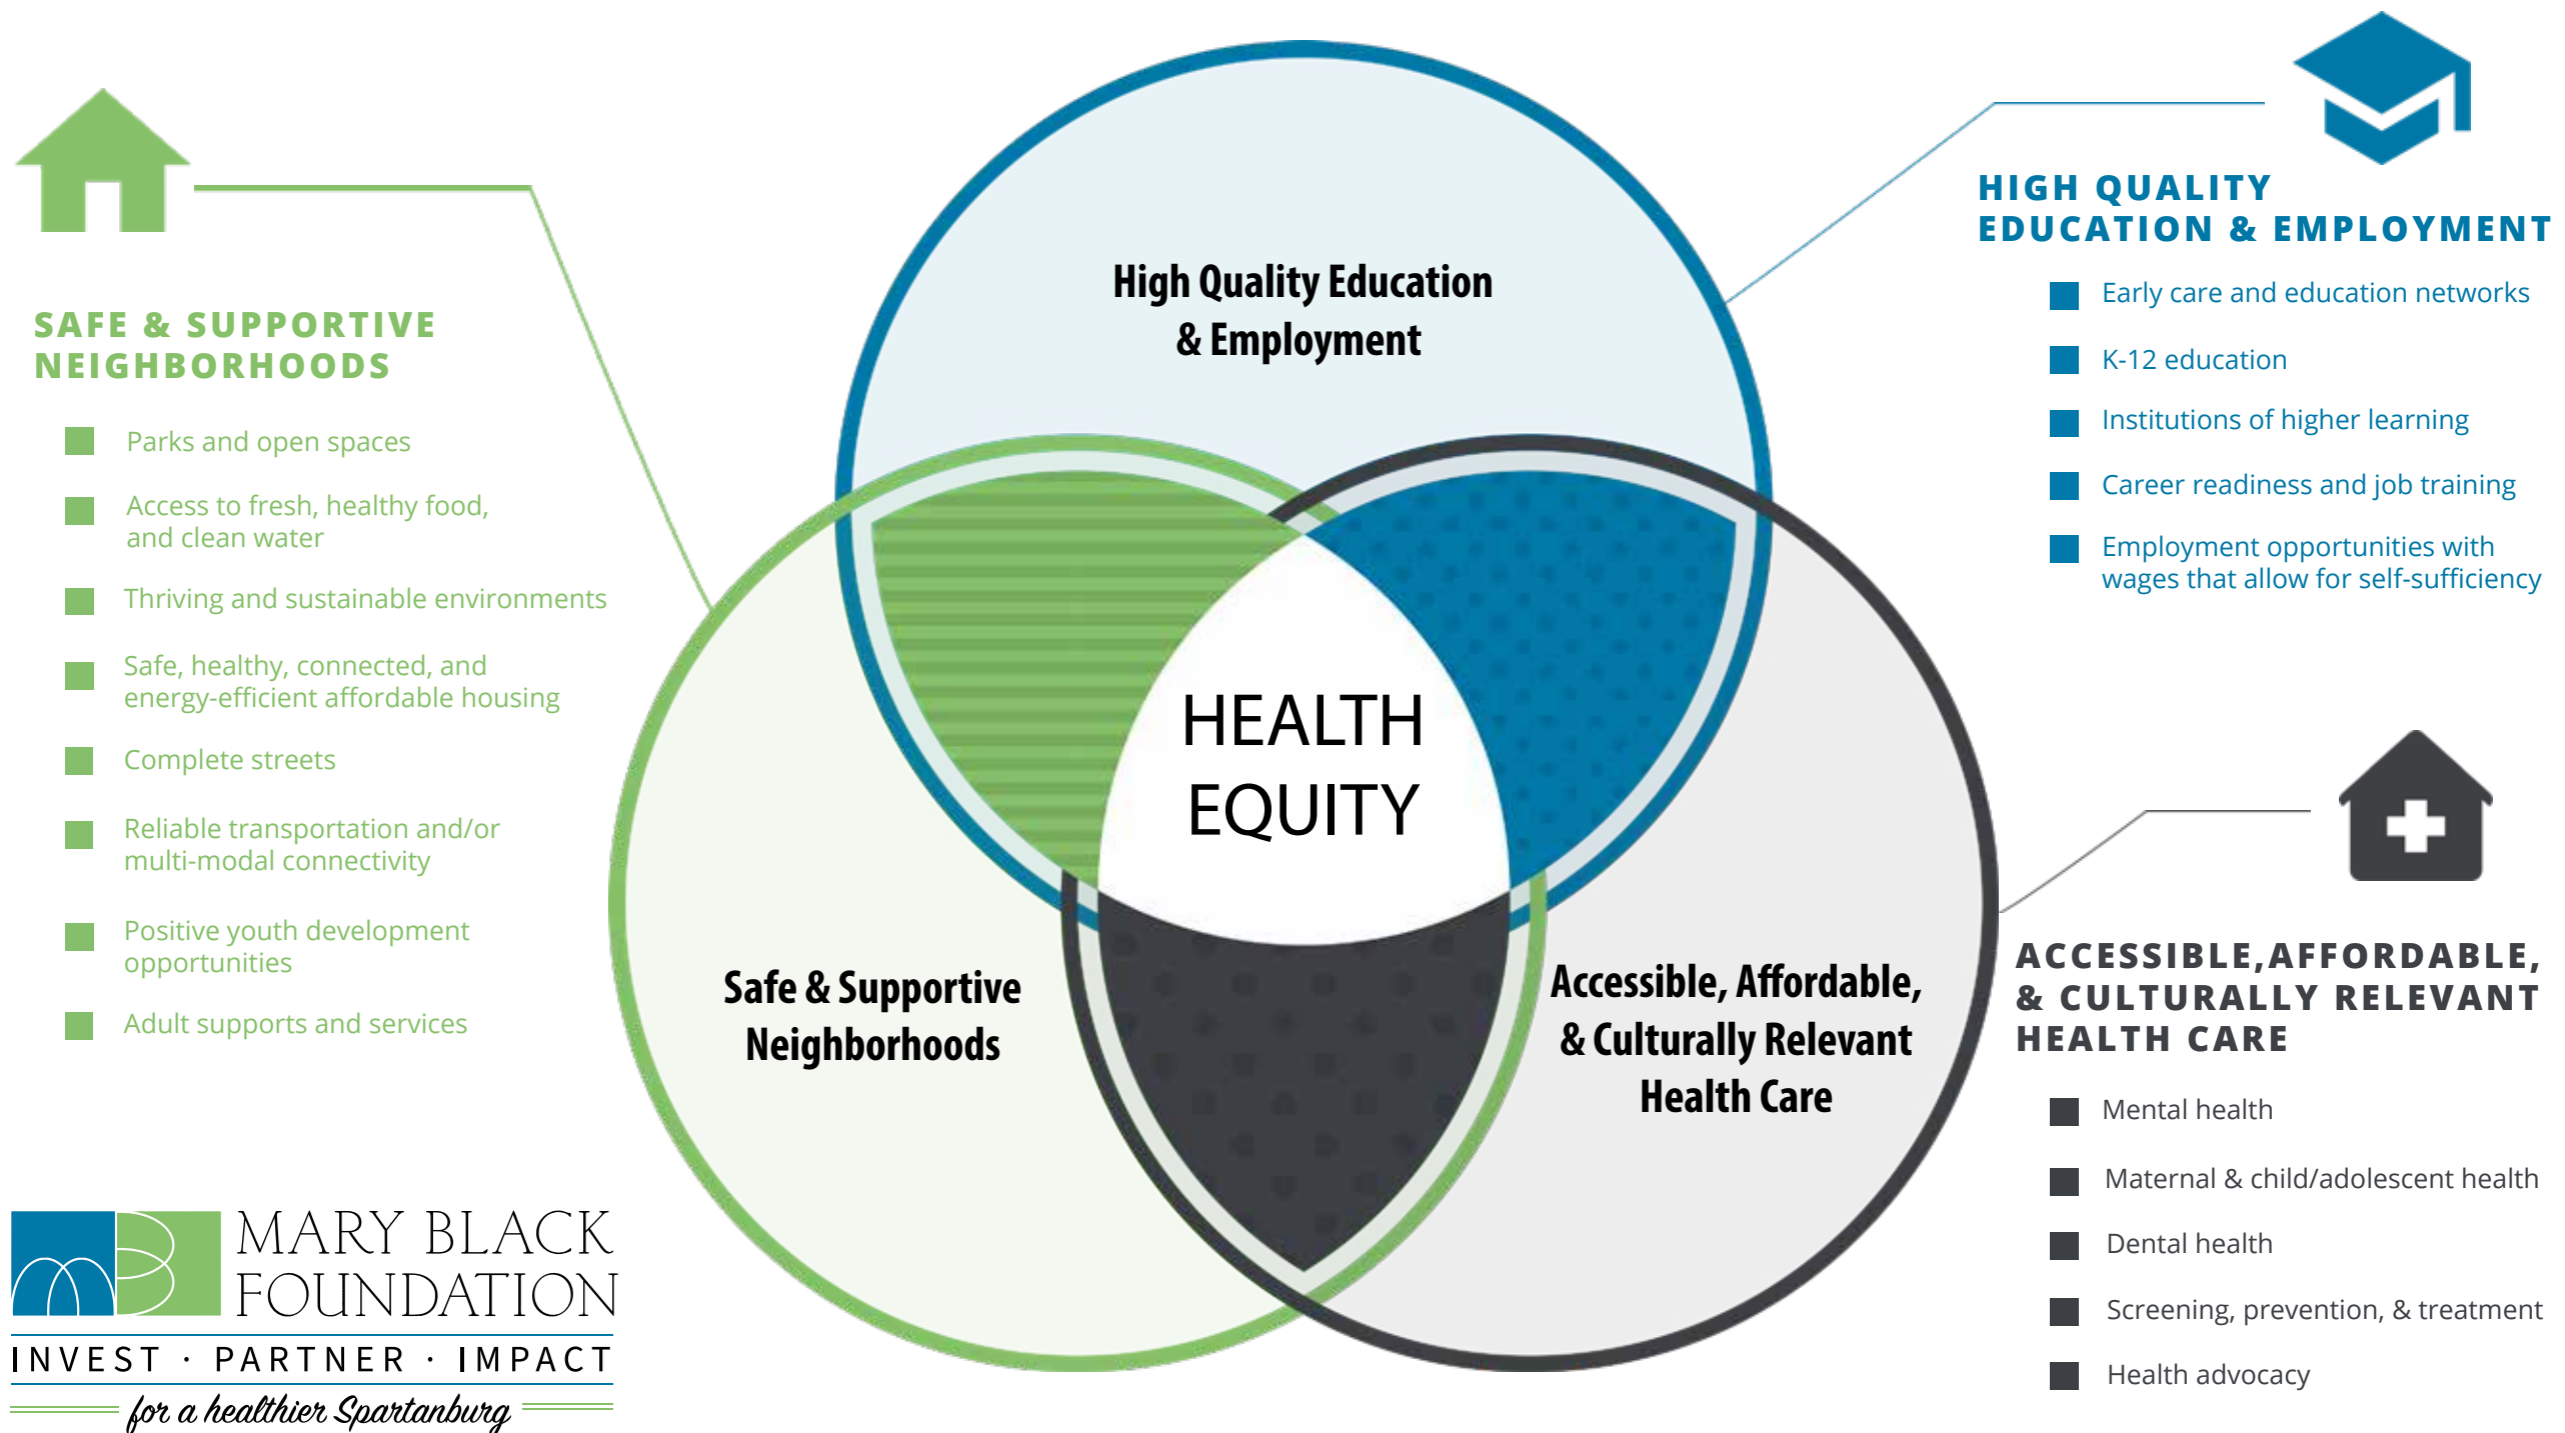 SAFE & SUPPORTIVE
NEIGHBORHOODS
Parks and open spaces
Access to fresh, healthy food,
and clean water
Thriving and sustainable environments
Safe, healthy, connected, and
energy-efficient affordable housing
Complete streets
Reliable transportation and/or
multi-modal connectivity
Positive youth development
opportunities
Adult supports and services
High Quality Education
& Employment
HEALTH
EQUITY
Safe & Supportive
Neighborhoods
Accessible, Affordable,
& Culturally Relevant
Health Care
HIGH QUALITY
EDUCATION & EMPLOYMENT
Early care and education networks
K-12 education
Institutions of higher learning
Career readiness and job training
Employment opportunities with
wages that allow for self-sufficiency
ACCESSIBLE,AFFORDABLE,
& CULTURALLY RELEVANT
HEALTH CARE
Mental health
Maternal & child/adolescent health
Dental health
Screening, prevention, & treatment
Health advocacy
MARY BLACK
FOUNDATION
INVEST · PARTNER · IMPACT
for a healthier Spartanburg